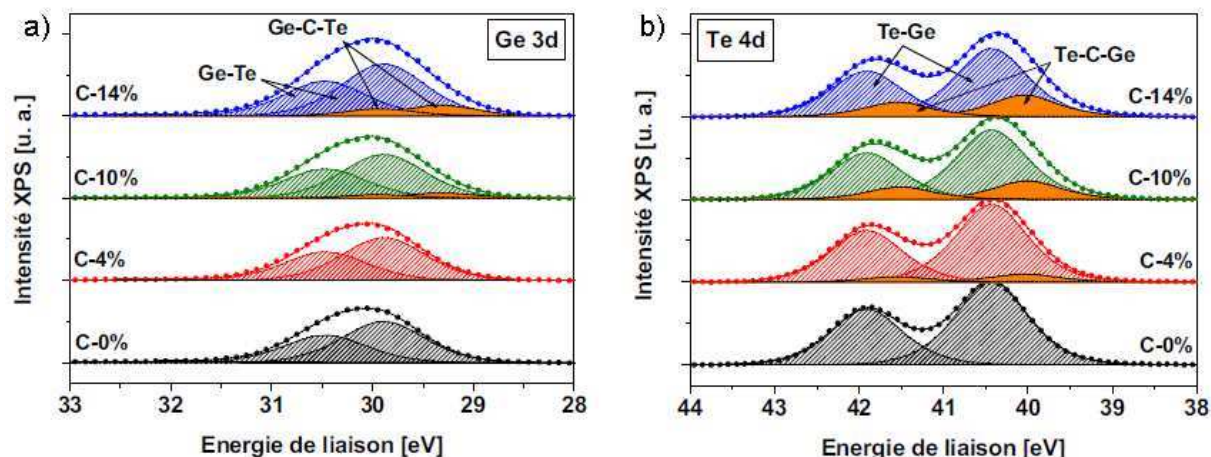 a)
Ge-C-Te
Ge 3d
Ge-Te
C-14%
C-10%
C-4%
C-0%
Intensité XPS [u. a.]
33 32 31 30 29 28
Energie de liaison [eV]
b)
Te-Ge
Te 4d
Te-C-Ge
C-14%
C-10%
C-4%
C-0%
Intensité XPS [u. a.]
44 43 42 41 40 39 38
Energie de liaison [eV]